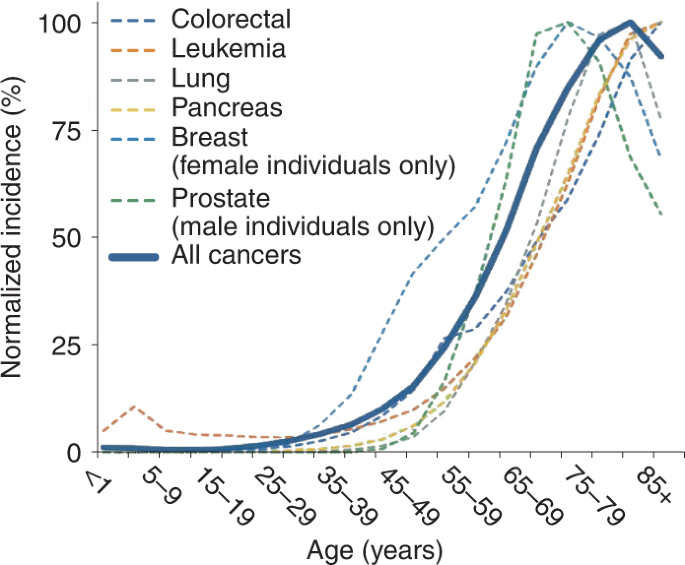 Normalized incidence (%)
100
75
50
25
0
Colorectal
Leukemia
Lung
Pancreas
Breast
(female individuals only)
Prostate
(male individuals only)
All cancers
<1
5–9
15–19
25–29
35–39
45–49
55–59
65–69
75–79
85+
Age (years)